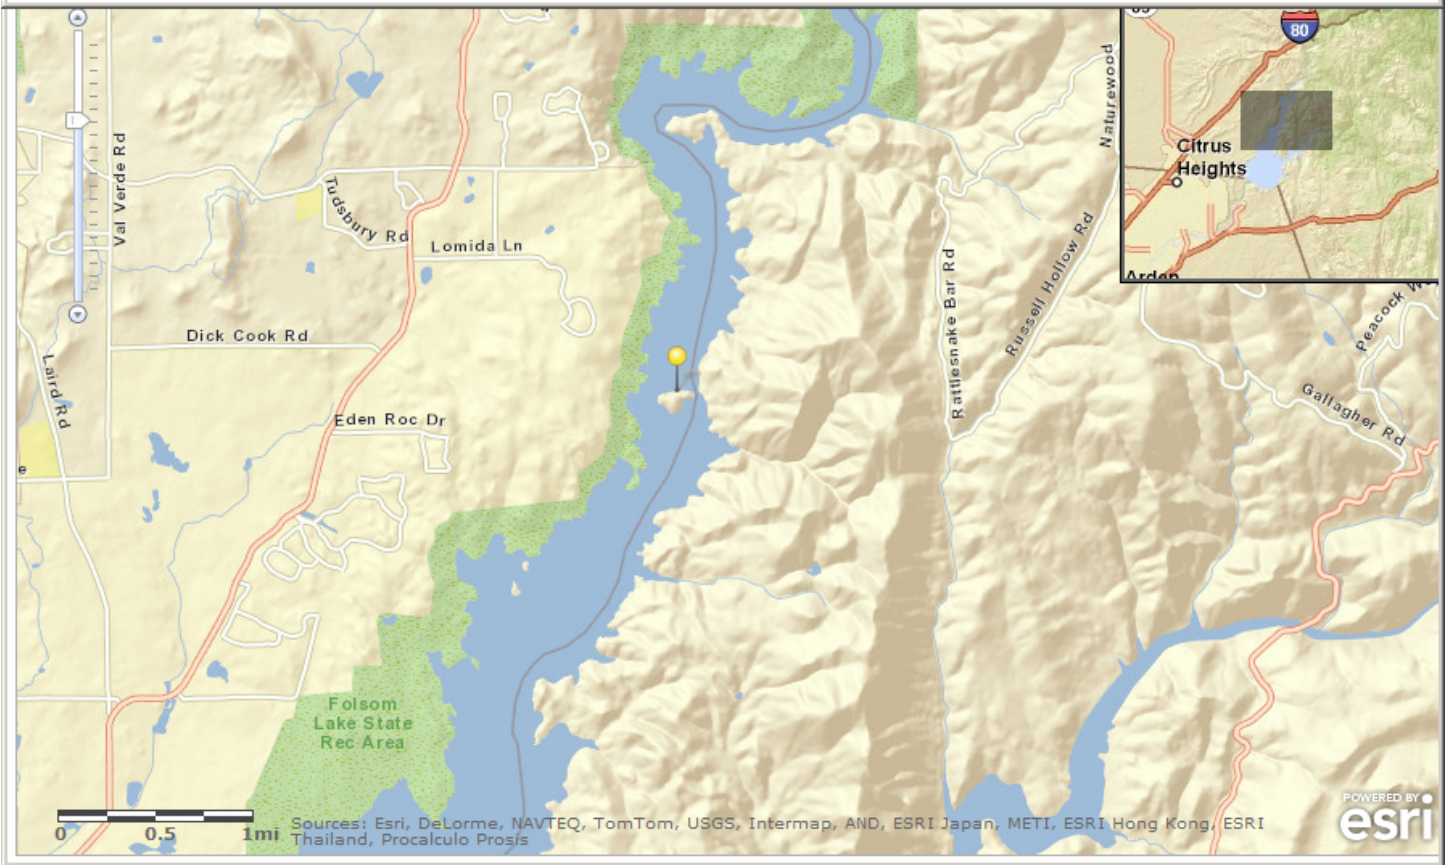 80
Citrus
Heights
Arden
Naturewood
Val Verde Rd
Tudsbury Rd
Lomida Ln
Dick Cook Rd
Laird Rd
Eden Roc Dr
e
Rattlesnake Bar Rd
Russell Hollow Rd
Peacock
Gallagher Rd
Folsom
Lake State
Rec Area
0 0.5 1mi
Sources: Esri, DeLorme, NAVTEQ, TomTom, USGS, Intermap, AND, ESRI Japan, METI, ESRI Hong Kong, ESRI
Thailand, Procalculo Prosis
POWERED BY
esri